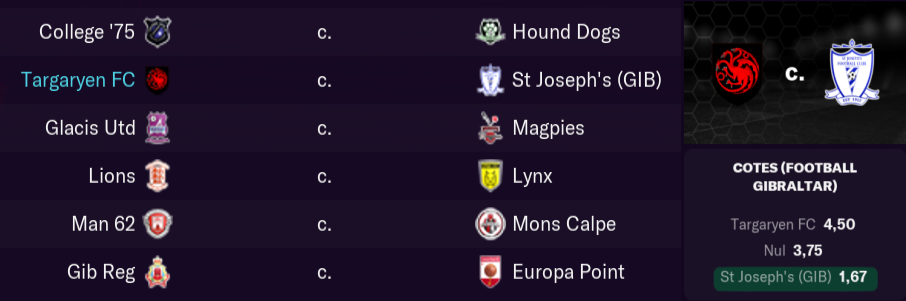 College '75 c. Hound Dogs
Targaryen FC c. St Joseph's (GIB)
Glacis Utd c. Magpies
Lions c. Lynx
Man 62 c. Mons Calpe
Gib Reg c. Europa Point
c.
COTES (FOOTBALL
GIBRALTAR)
Targaryen FC 4,50
Nul 3,75
St Joseph's (GIB) 1,67